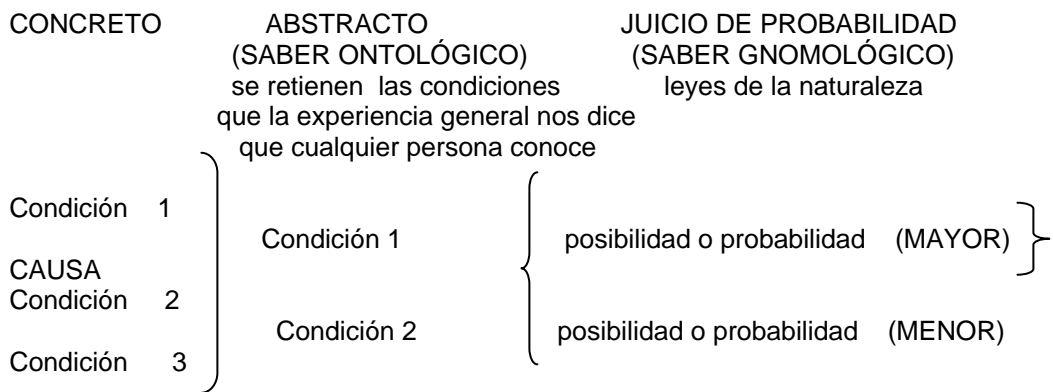 CONCRETO ABSTRACTO JUICIO DE PROBABILIDAD
(SABER ONTOLÓGICO) (SABER GNOMOLÓGICO)
se retienen las condiciones leyes de la naturaleza
que la experiencia general nos dice
que cualquier persona conoce
Condición 1
Condición 1 posibilidad o probabilidad (MAYOR)
CAUSA
Condición 2
Condición 2 posibilidad o probabilidad (MENOR)
Condición 3